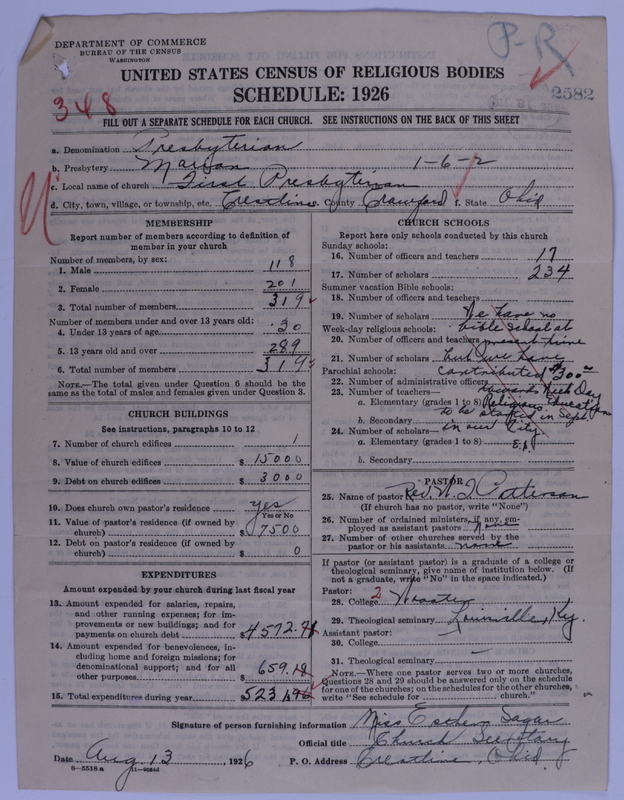 DEPARTMENT OF COMMERCE
BUREAU OF THE CENSUS
WASHINGTON
P-R
UNITED STATES CENSUS OF RELIGIOUS BODIES
SCHEDULE: 1926
2582
348
FILL OUT A SEPARATE SCHEDULE FOR EACH CHURCH. SEE INSTRUCTIONS ON THE BACK OF THIS SHEET
a. Denomination Presbyterian
b. Presbytery Marion 1-6-2
c. Local name of church First Presbyterian
d. City, town, village, or township, etc. Crestline e. County Crawford f. State Ohio
MEMBERSHIP
Report number of members according to definition of
member in your church
Number of members, by sex:
1. Male 118
2. Female 201
3. Total number of members 319
Number of members under and over 13 years old:
4. Under 13 years of age 30
5. 13 years old and over 289
6. Total number of members 319
NOTE.—The total given under Question 6 should be the
same as the total of males and females given under Question 3.
CHURCH BUILDINGS
See instructions, paragraphs 10 to 12
7. Number of church edifices 1
8. Value of church edifices $ 15000
9. Debt on church edifices $ 3000
10. Does church own pastor's residence yes
Yes or No
11. Value of pastor's residence (if owned by
church) $ 7500
12. Debt on pastor's residence (if owned by
church) $ 0
EXPENDITURES
Amount expended by your church during last fiscal year
13. Amount expended for salaries, repairs,
and other running expenses; for im-
provements or new buildings; and for
payments on church debt $ 4572.78
14. Amount expended for benevolences, in-
cluding home and foreign missions; for
denominational support; and for all
other purposes $ 659.18
15. Total expenditures during year $ 5231.96
CHURCH SCHOOLS
Report here only schools conducted by this church
Sunday schools:
16. Number of officers and teachers 17
17. Number of scholars 234
Summer vacation Bible schools:
18. Number of officers and teachers
19. Number of scholars We have no
Week-day religious schools: bible school at
20. Number of officers and teachers present time
21. Number of scholars but we have
Parochial schools: contributed $300
22. Number of administrative officers
23. Number of teachers— towards Week Day
a. Elementary (grades 1 to 8) Religious Education
b. Secondary to be started in Sept.
24. Number of scholars— in our City
a. Elementary (grades 1 to 8)
b. Secondary
PASTOR
25. Name of pastor Rev. W. I. Patterson
(If church has no pastor, write "None")
26. Number of ordained ministers, if any, em-
ployed as assistant pastors None
27. Number of other churches served by the
pastor or his assistants none
If pastor (or assistant pastor) is a graduate of a college or
theological seminary, give name of institution below. (If
not a graduate, write "No" in the space indicated.)
Pastor: 2
28. College Wooster
29. Theological seminary Louisville, Ky.
Assistant pastor:
30. College
31. Theological seminary —
NOTE.—Where one pastor serves two or more churches,
Questions 28 and 29 should be answered only on the schedule
for one of the churches; on the schedules for the other churches,
write "See schedule for church."
Signature of person furnishing information Miss Esther
Official title Church Secretary
Date Aug 13, 1926 P. O. Address Crestline, Ohio
8—5518 a